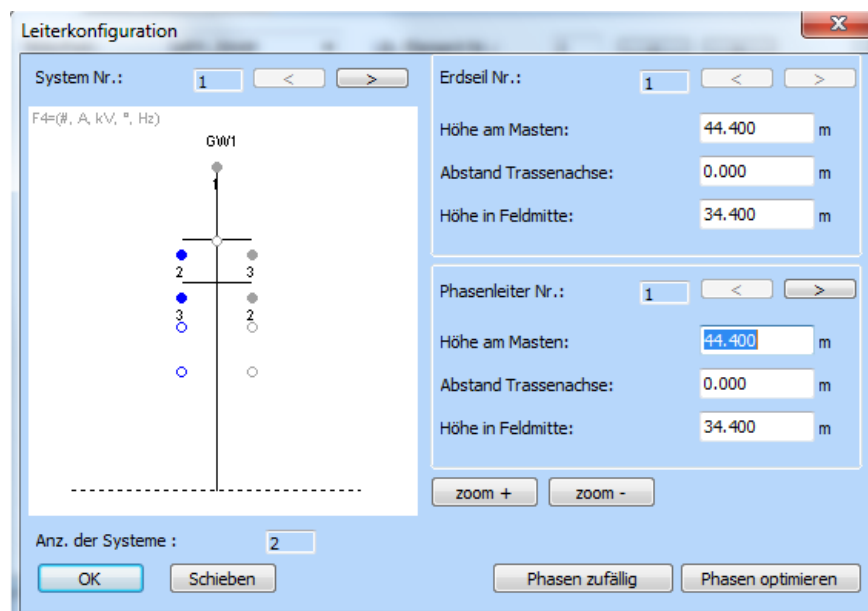 Leiterkonfiguration
System Nr.: 1 < >
F4=(#, A, kV, °, Hz)
GW1
1
2 3
3 2
Anz. der Systeme : 2
OK Schieben
Erdseil Nr.: 1 < >
Höhe am Masten: 44.400 m
Abstand Trassenachse: 0.000 m
Höhe in Feldmitte: 34.400 m
Phasenleiter Nr.: 1 < >
Höhe am Masten: 44.400 m
Abstand Trassenachse: 0.000 m
Höhe in Feldmitte: 34.400 m
zoom + zoom -
Phasen zufällig Phasen optimieren